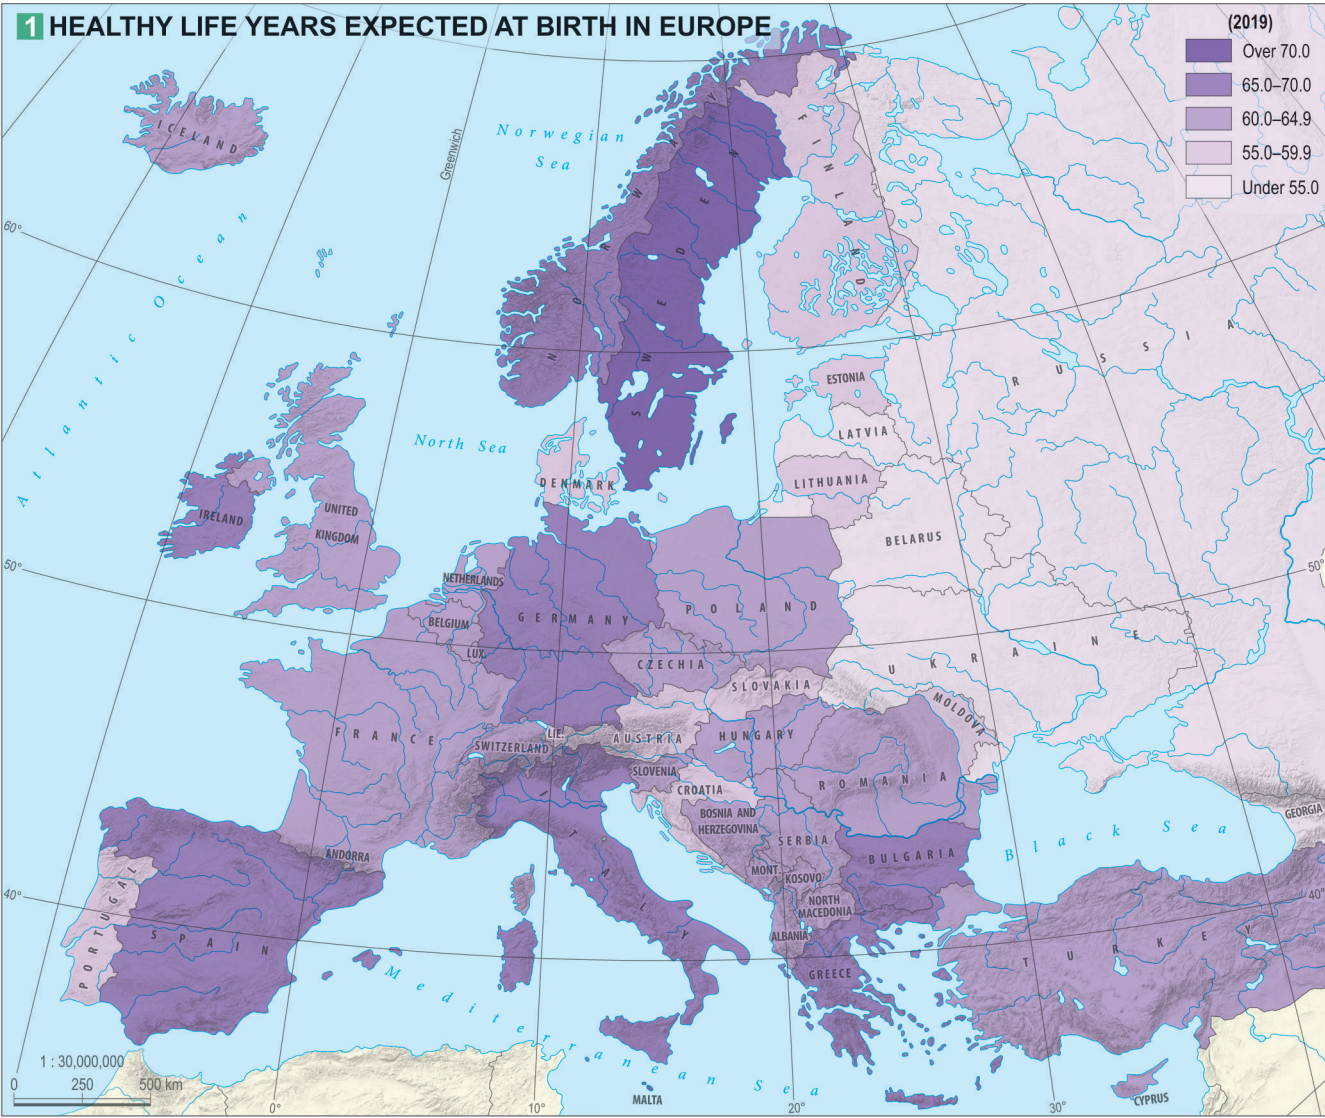 1 HEALTHY LIFE YEARS EXPECTED AT BIRTH IN EUROPE
(2019)
Over 70.0
65.0–70.0
60.0–64.9
55.0–59.9
Under 55.0
ICELAND
Greenwich
Norwegian
Sea
Atlantic Ocean
60°
NORWAY
SWEDEN
FINLAND
RUSSIA
ESTONIA
LATVIA
LITHUANIA
North Sea
DENMARK
IRELAND
UNITED
KINGDOM
BELARUS
50°
50°
NETHERLANDS
BELGIUM
LUX.
GERMANY
POLAND
CZECHIA
SLOVAKIA
UKRAINE
MOLDOVA
FRANCE
SWITZERLAND
LIE.
AUSTRIA
HUNGARY
SLOVENIA
CROATIA
ROMANIA
BOSNIA AND
HERZEGOVINA
SERBIA
GEORGIA
Black Sea
ANDORRA
ITALY
MONT.
KOSOVO
BULGARIA
NORTH
MACEDONIA
ALBANIA
40°
40°
PORTUGAL
SPAIN
GREECE
TURKEY
Mediterranean Sea
MALTA
CYPRUS
1 : 30,000,000
0 250 500 km
0°
10°
20°
30°